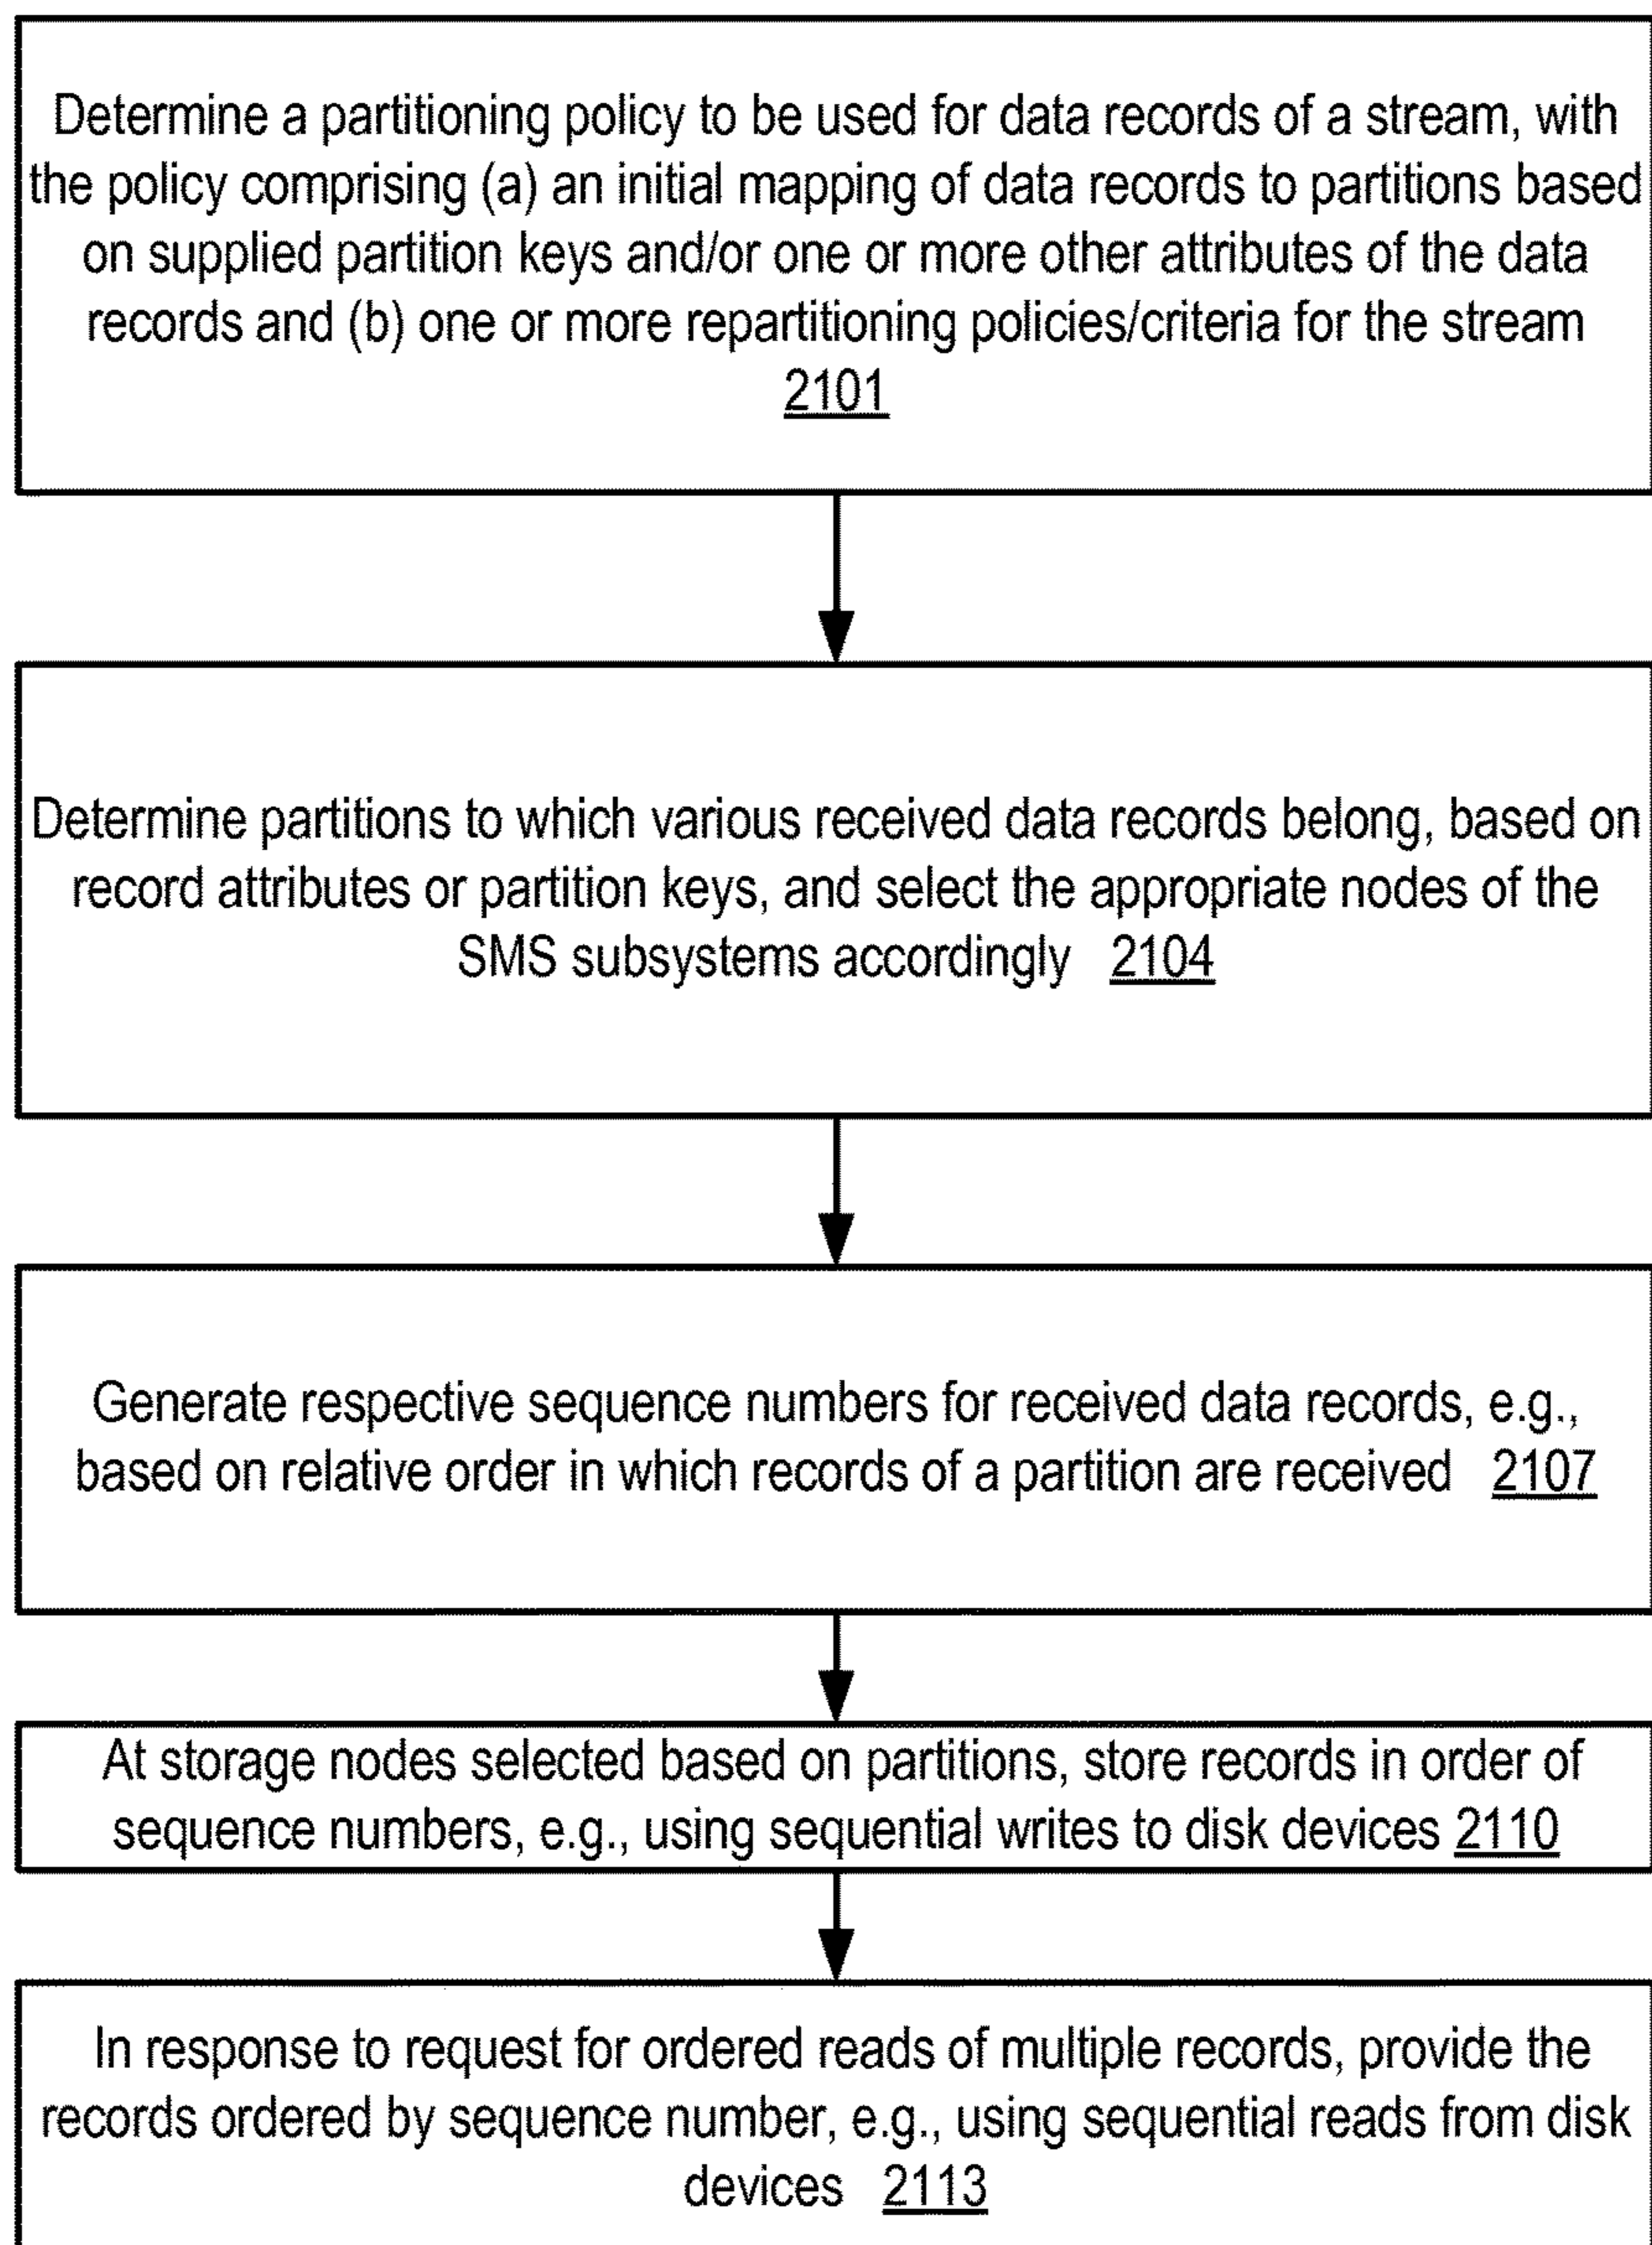 Determine a partitioning policy to be used for data records of a stream, with
the policy comprising (a) an initial mapping of data records to partitions based
on supplied partition keys and/or one or more other attributes of the data
records and (b) one or more repartitioning policies/criteria for the stream
2101
Determine partitions to which various received data records belong, based on
record attributes or partition keys, and select the appropriate nodes of the
SMS subsystems accordingly 2104
Generate respective sequence numbers for received data records, e.g.,
based on relative order in which records of a partition are received 2107
At storage nodes selected based on partitions, store records in order of
sequence numbers, e.g., using sequential writes to disk devices 2110
In response to request for ordered reads of multiple records, provide the
records ordered by sequence number, e.g., using sequential reads from disk
devices 2113